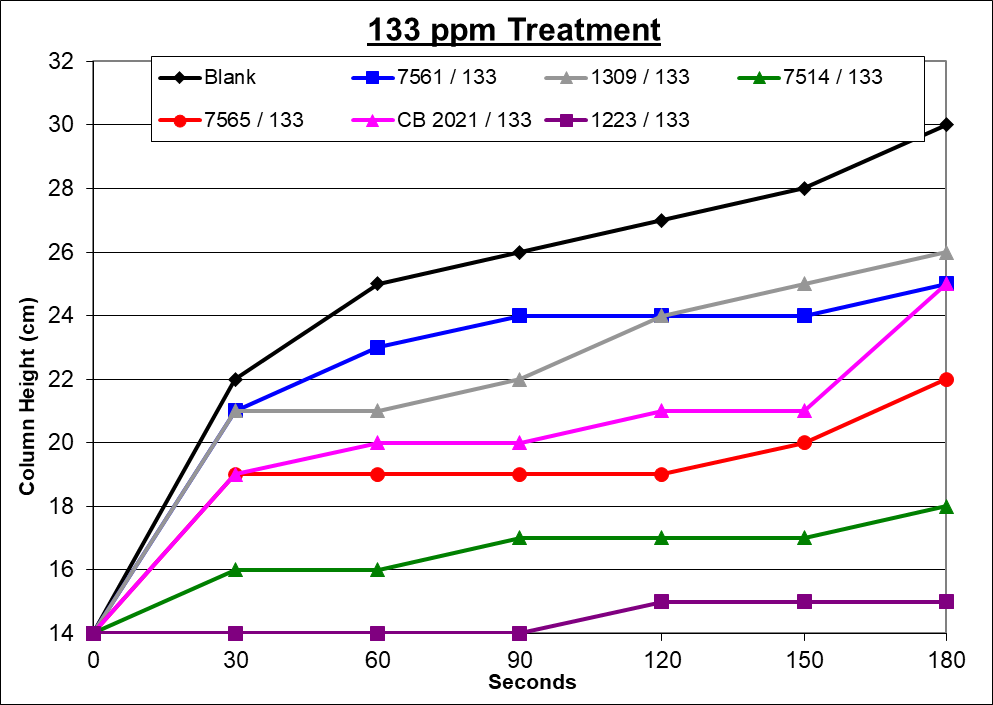 133 ppm Treatment
32
30
28
26
24
22
20
18
16
14
Column Height (cm)
Blank 7561 / 133 1309 / 133 7514 / 133
7565 / 133 CB 2021 / 133 1223 / 133
0 30 60 90 120 150 180
Seconds